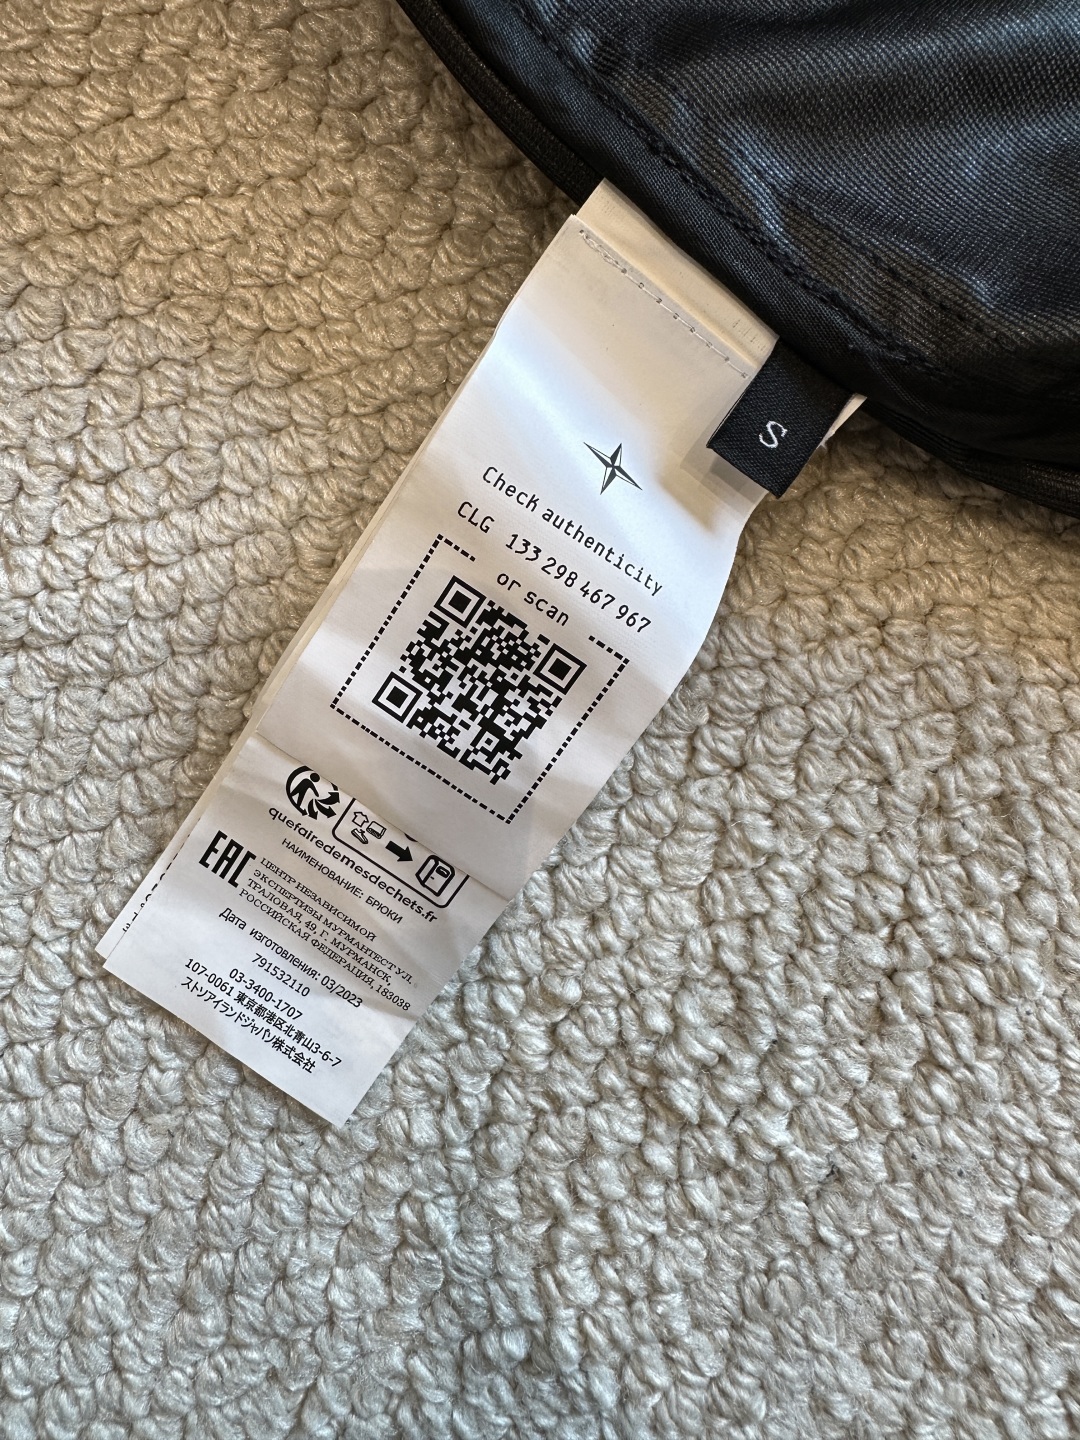 S
Check authenticity
CLG 133 298 467 967
or scan
quefairedemesdechets.fr
НАИМЕНОВАНИЕ: БРЮКИ
EAC
ЦЕНТР НЕЗАВИСИМОЙ
ЭКСПЕРТИЗЫ МУРМАНТЕСТ УЛ.
ТРАЛОВАЯ, 49, Г. МУРМАНСК,
РОССИЙСКАЯ ФЕДЕРАЦИЯ, 183038
Дата изготовления: 03/2023
791532110
03-3400-1707
107-0061 東京都港区北青山3-6-7
ストリアイランドジャパン株式会社